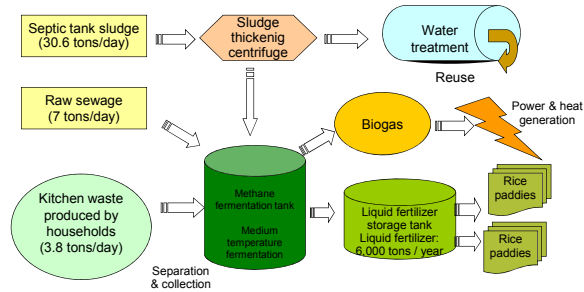 Septic tank sludge
(30.6 tons/day)
Sludge
thickenig
centrifuge
Water
treatment
Reuse
Raw sewage
(7 tons/day)
Biogas
Power & heat
generation
Kitchen waste
produced by
households
(3.8 tons/day)
Separation
& collection
Methane
fermentation tank
Medium
temperature
fermentation
Liquid fertilizer
storage tank
Liquid fertilizer:
6,000 tons / year
Rice
paddies
Rice
paddies